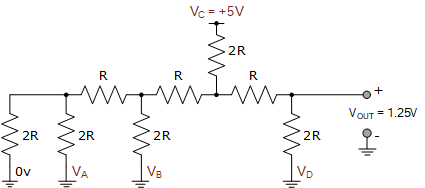 VC = +5V
2R
R R R
+
VOUT = 1.25V
-
2R 2R 2R 2R
0v VA VB VD